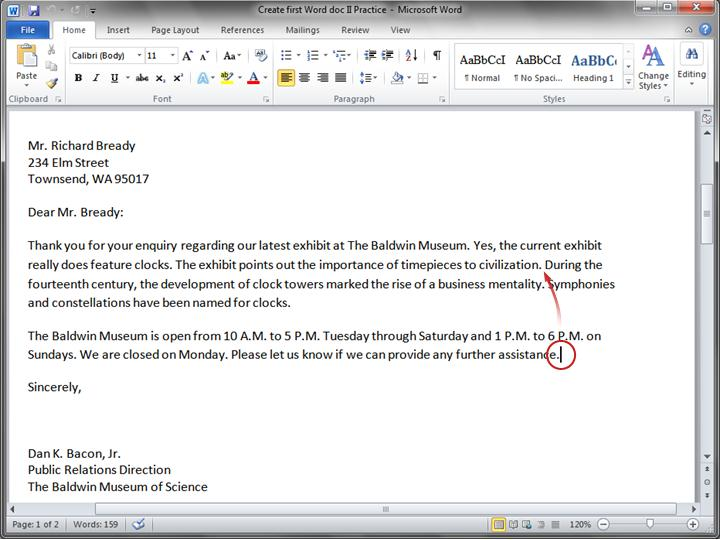 Create first Word doc II Practice - Microsoft Word
File Home Insert Page Layout References Mailings Review View
Paste
Calibri (Body) 11
B I U abc x₂ x² A ab A
Aa
¶
AaBbCcI AaBbCcI AaBbCc
¶ Normal ¶ No Spaci... Heading 1
Change Styles
Editing
Clipboard Font Paragraph Styles
Mr. Richard Bready
234 Elm Street
Townsend, WA 95017
Dear Mr. Bready:
Thank you for your enquiry regarding our latest exhibit at The Baldwin Museum. Yes, the current exhibit
really does feature clocks. The exhibit points out the importance of timepieces to civilization. During the
fourteenth century, the development of clock towers marked the rise of a business mentality. Symphonies
and constellations have been named for clocks.
The Baldwin Museum is open from 10 A.M. to 5 P.M. Tuesday through Saturday and 1 P.M. to 6 P.M. on
Sundays. We are closed on Monday. Please let us know if we can provide any further assistance.
Sincerely,
Dan K. Bacon, Jr.
Public Relations Direction
The Baldwin Museum of Science
Page: 1 of 2 Words: 159 120%